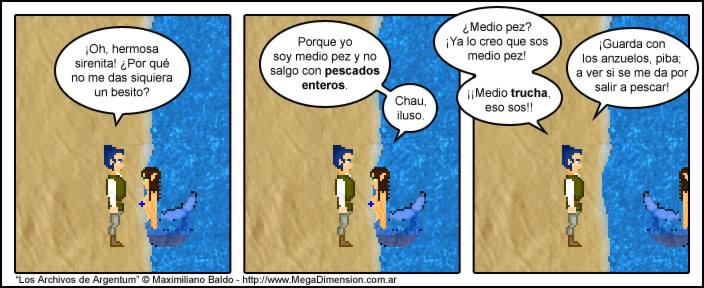 ¡Oh, hermosa
sirenita! ¿Por qué
no me das siquiera
un besito?
Porque yo
soy medio pez y no
salgo con pescados
enteros.
Chau,
iluso.
¿Medio pez?
¡Ya lo creo que sos
medio pez!
¡¡Medio trucha,
eso sos!!
¡Guarda con
los anzuelos, piba;
a ver si se me da por
salir a pescar!
"Los Archivos de Argentum" © Maximiliano Baldo - http://www.MegaDimension.com.ar